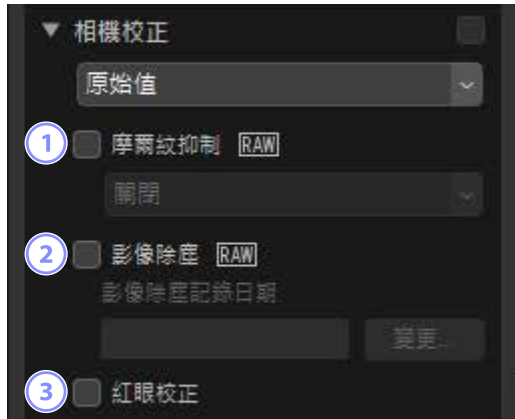 相機校正
原始值
1 摩爾紋抑制 RAW
關閉
2 影像除塵 RAW
影像除塵記錄日期
變更...
3 紅眼校正